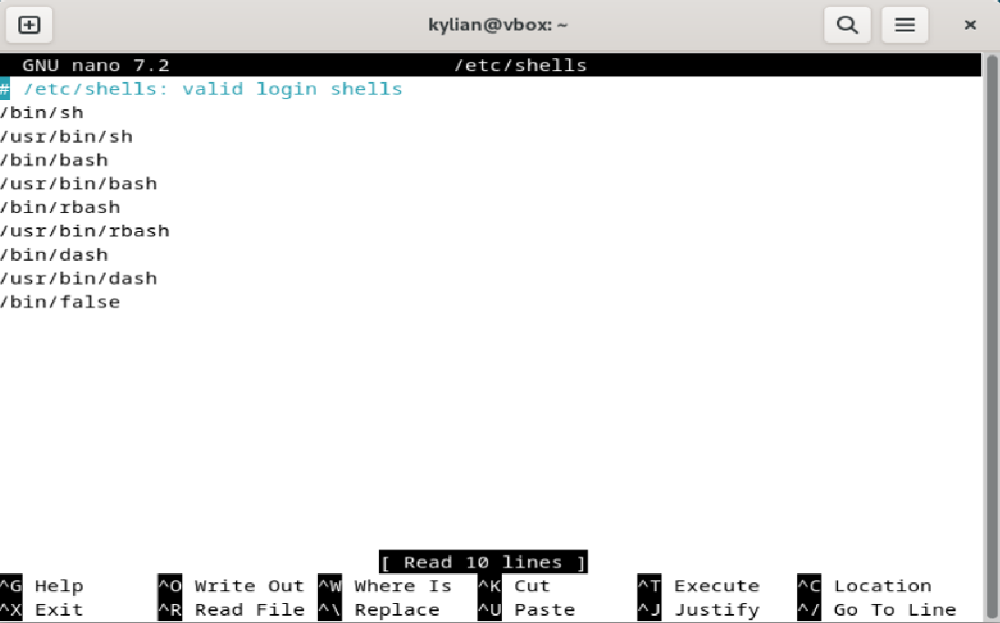 kylian@vbox: ~
GNU nano 7.2 /etc/shells
# /etc/shells: valid login shells
/bin/sh
/usr/bin/sh
/bin/bash
/usr/bin/bash
/bin/rbash
/usr/bin/rbash
/bin/dash
/usr/bin/dash
/bin/false
[ Read 10 lines ]
^G Help ^O Write Out ^W Where Is ^K Cut ^T Execute ^C Location
^X Exit ^R Read File ^\ Replace ^U Paste ^J Justify ^/ Go To Line